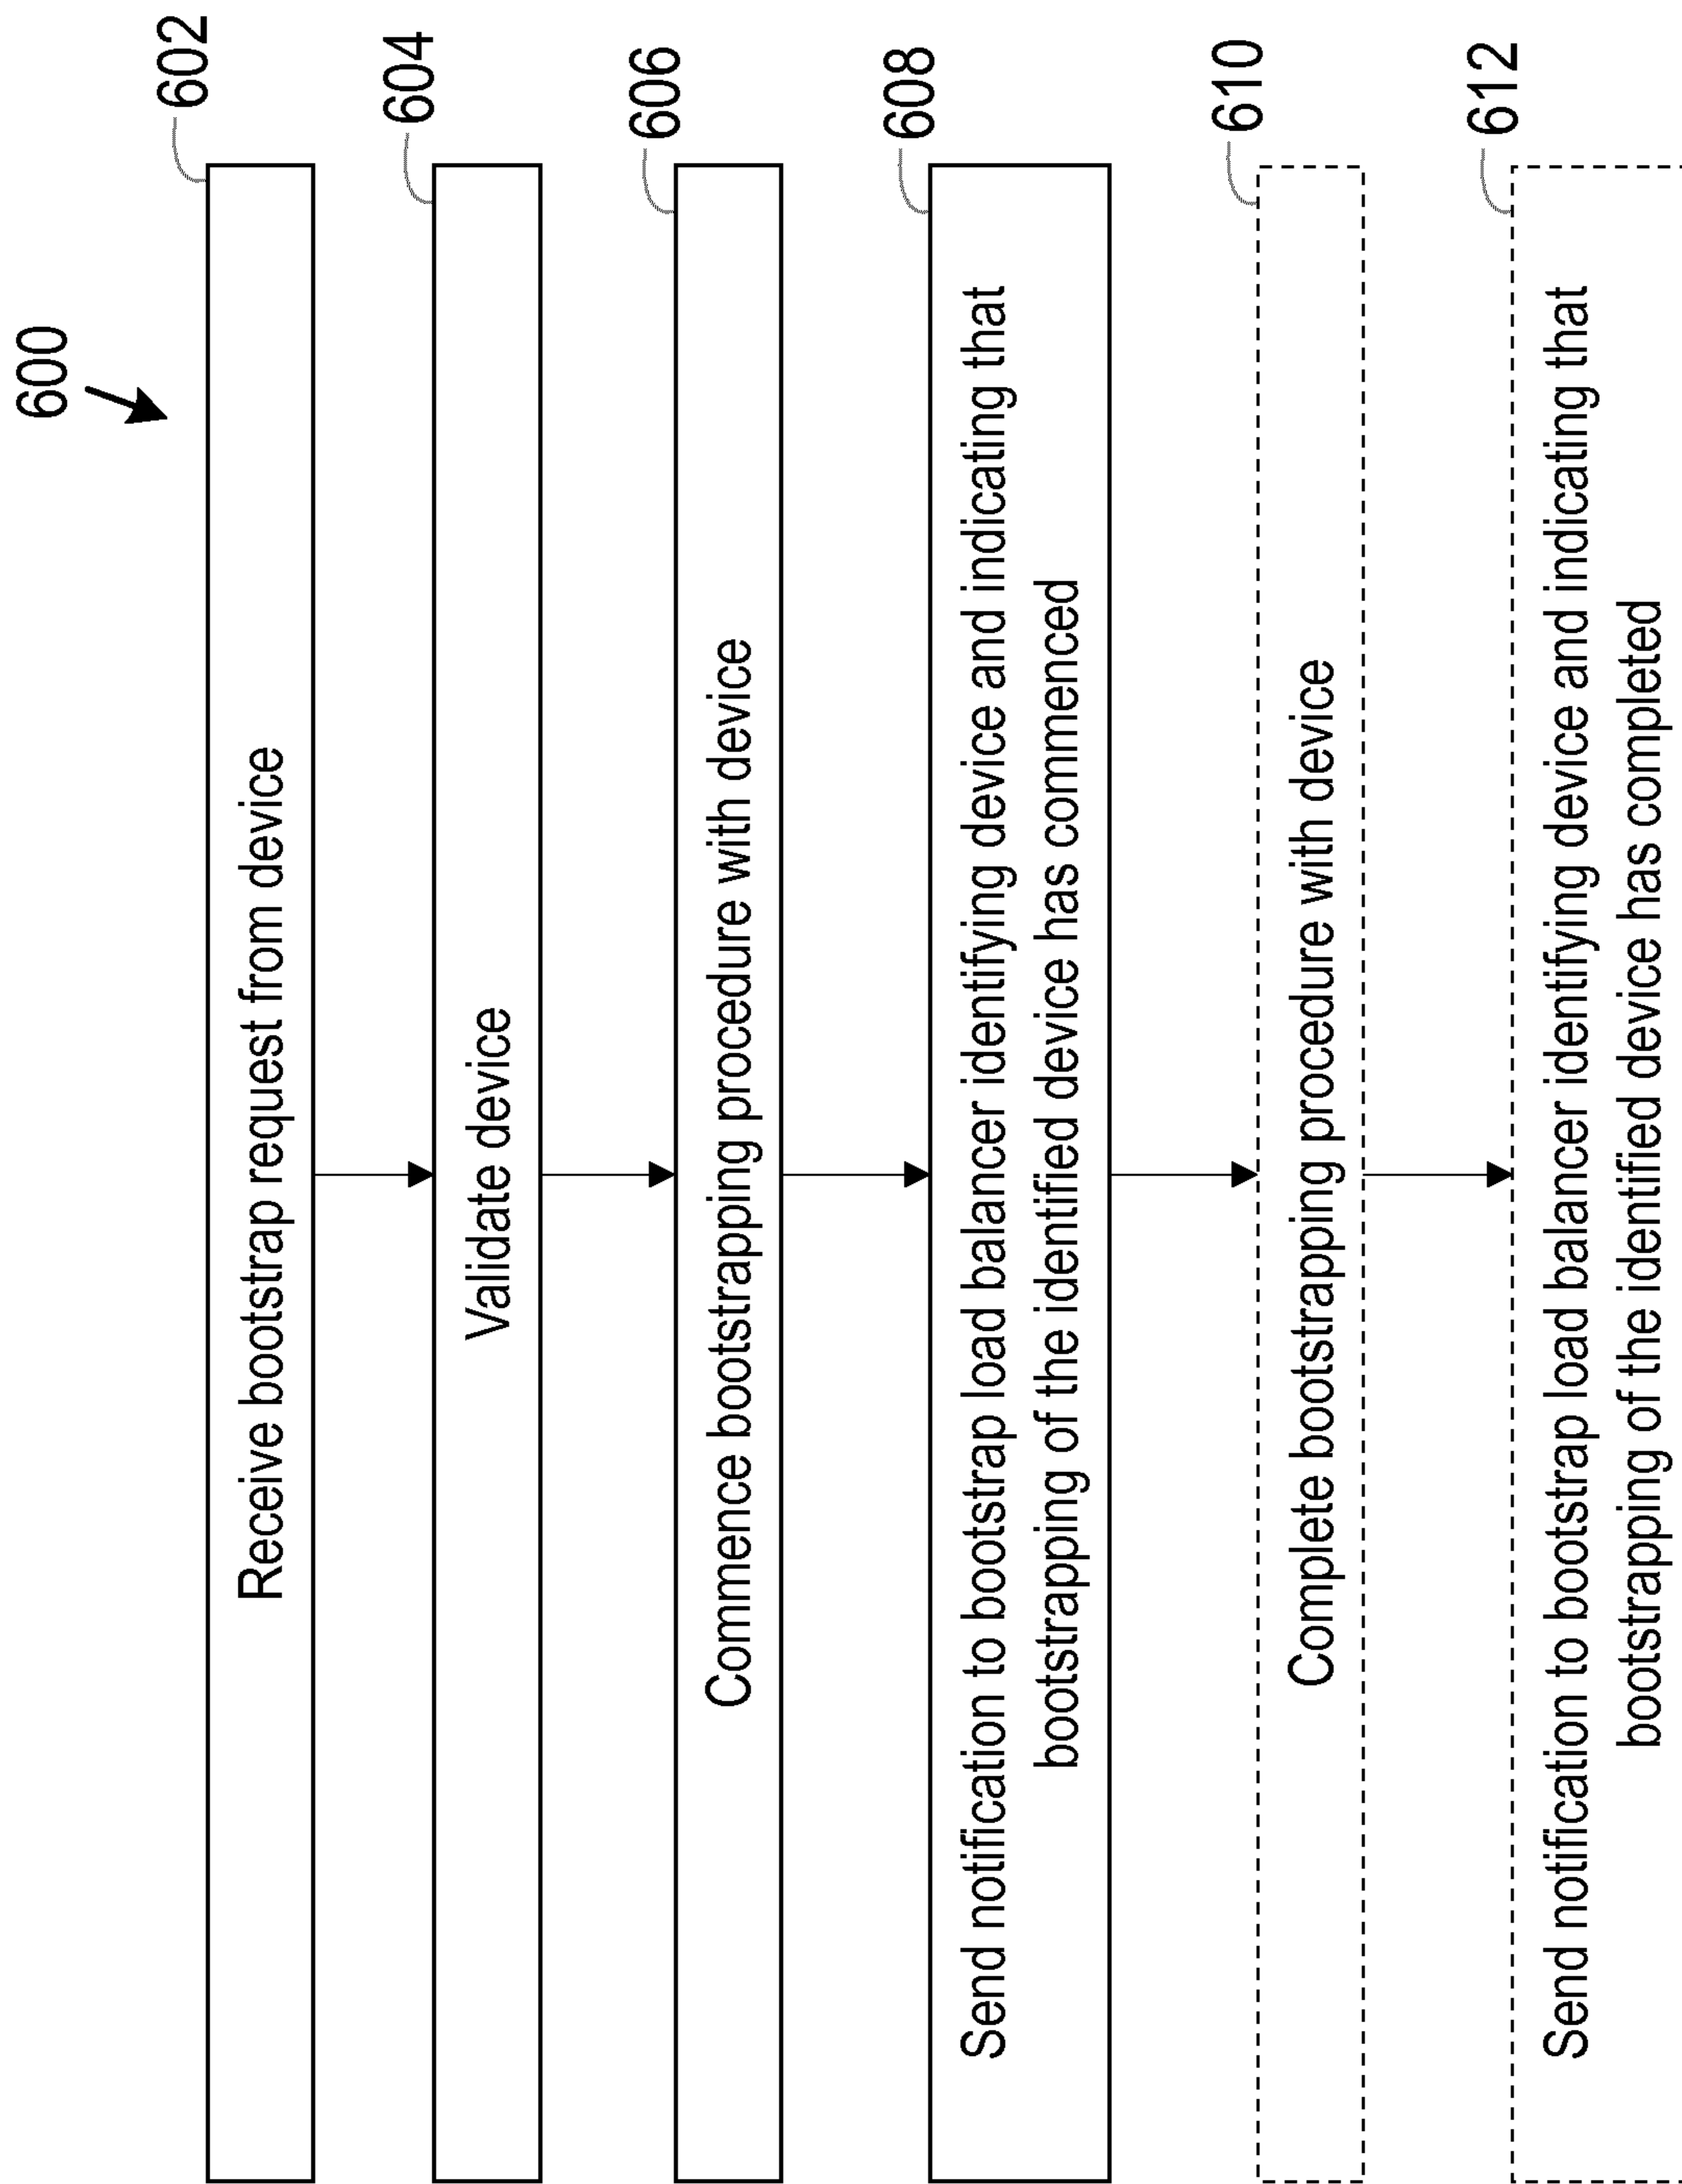 600
602
Receive bootstrap request from device
604
Validate device
606
Commence bootstrapping procedure with device
608
Send notification to bootstrap load balancer identifying device and indicating that
bootstrapping of the identified device has commenced
610
Complete bootstrapping procedure with device
612
Send notification to bootstrap load balancer identifying device and indicating that
bootstrapping of the identified device has completed